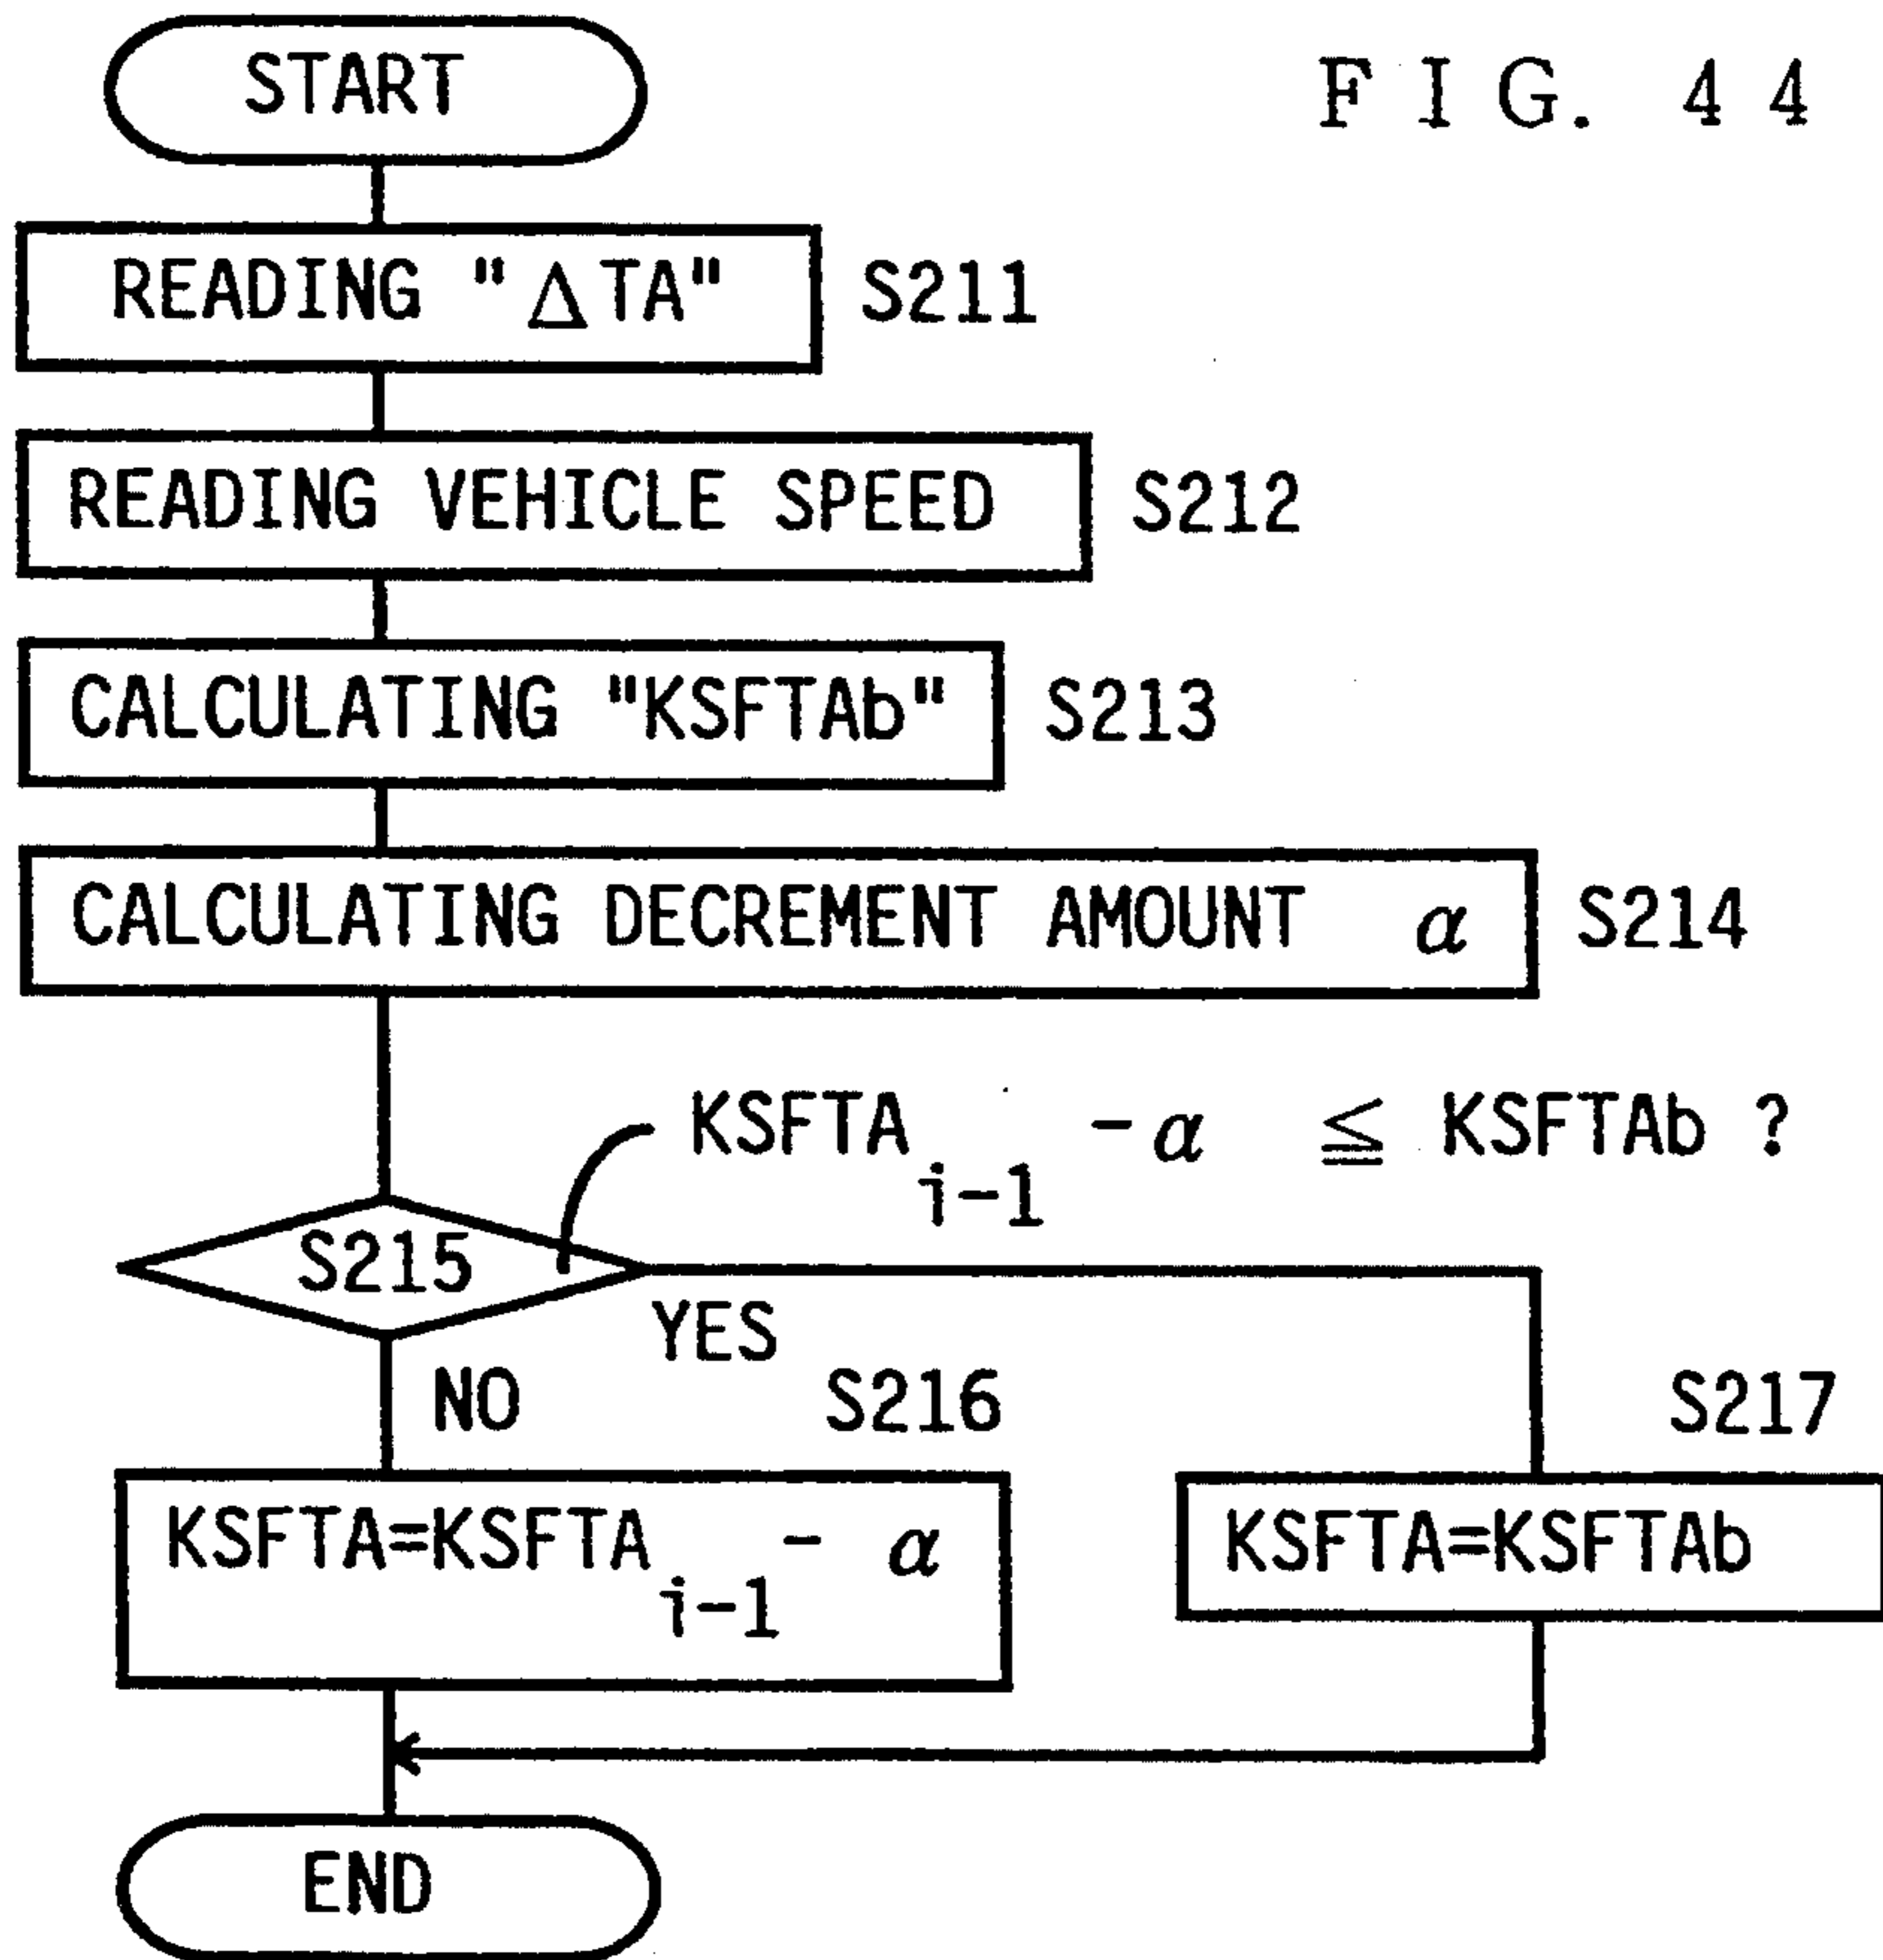 START
FIG. 44
READING "ΔTA" S211
READING VEHICLE SPEED S212
CALCULATING "KSFTAb" S213
CALCULATING DECREMENT AMOUNT α S214
KSFTA i-1 - α ≦ KSFTAb ?
S215
YES
NO
S216
S217
KSFTA=KSFTA i-1 - α
KSFTA=KSFTAb
END